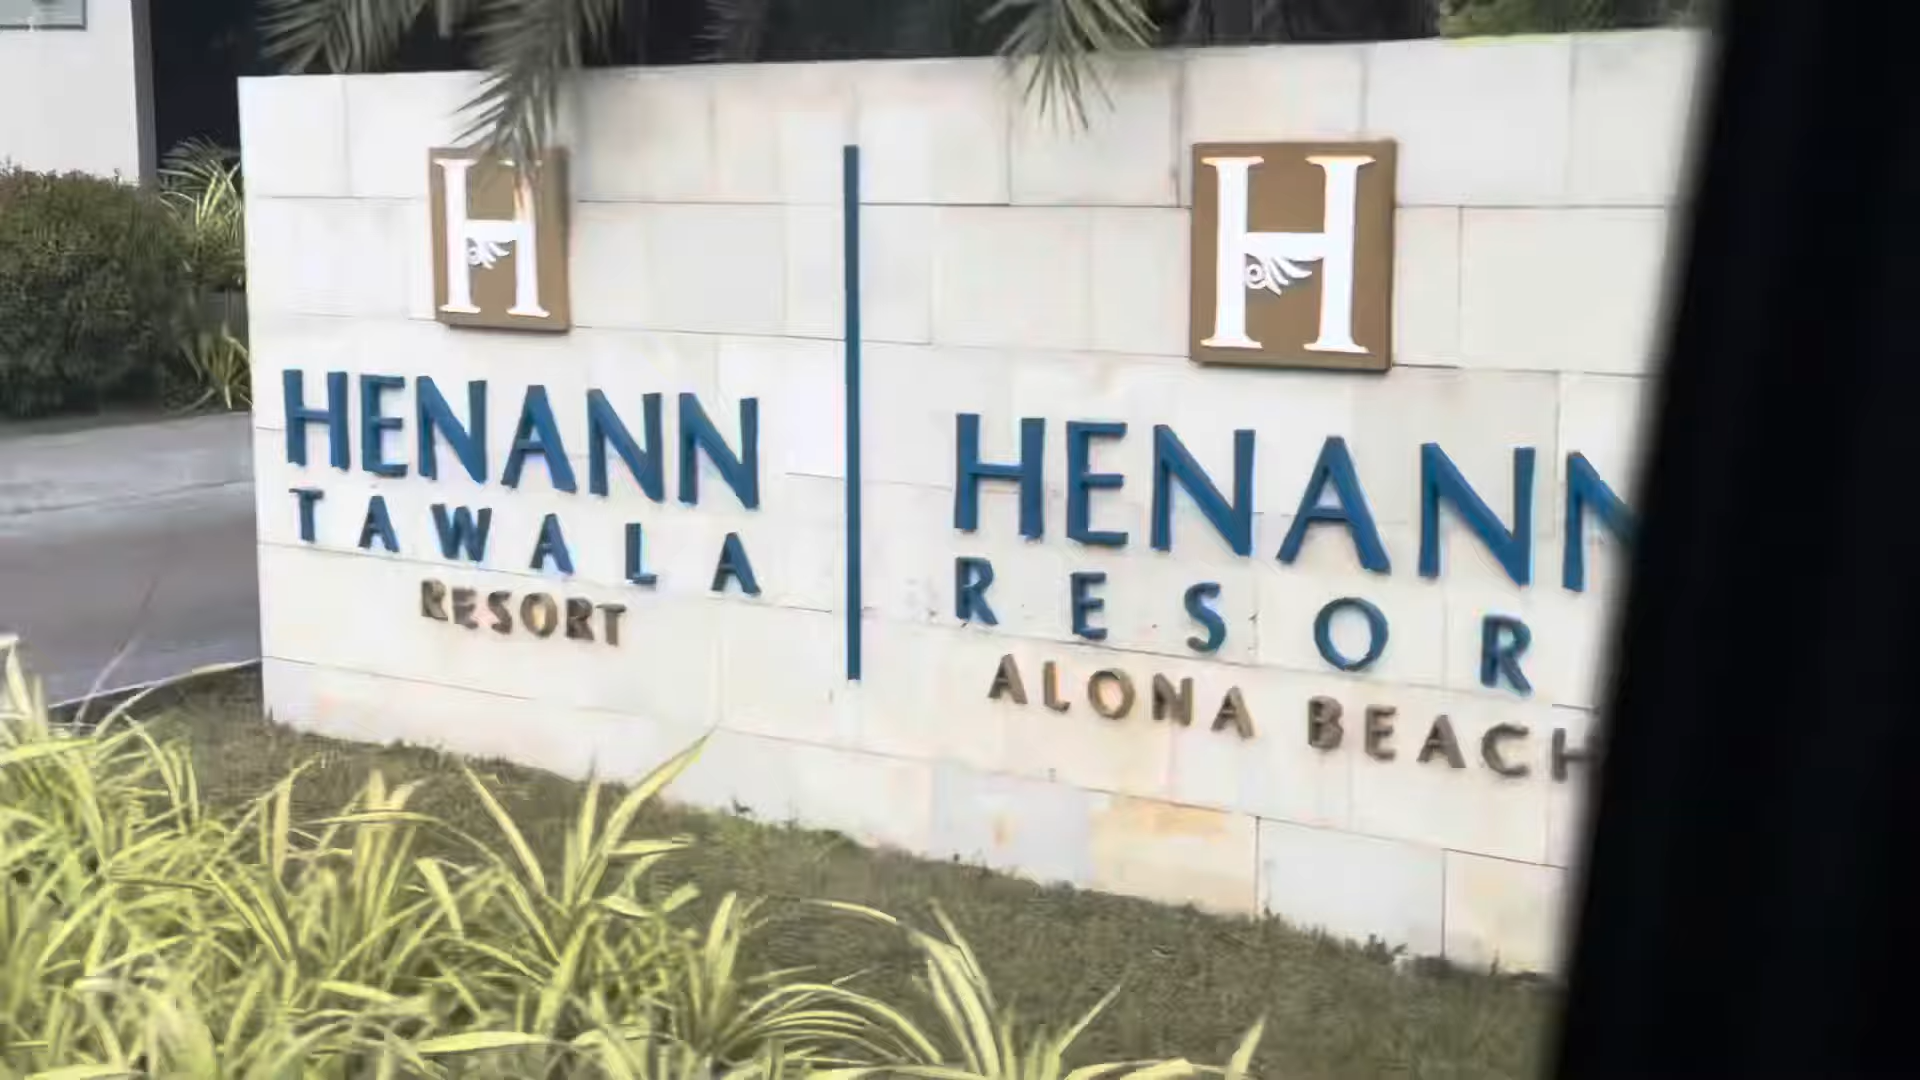 H
HENANN
TAWALA
RESORT
H
HENANN
RESOR
ALONA BEACH